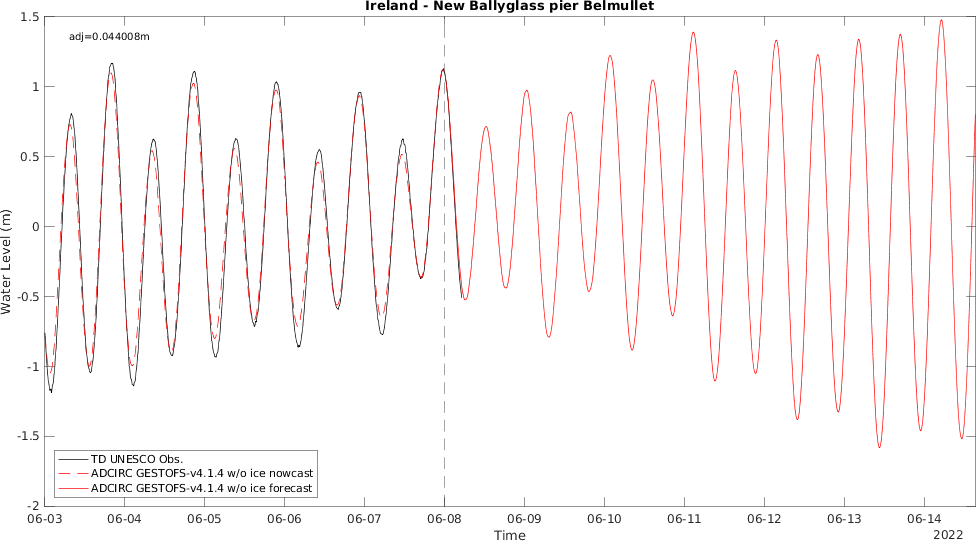 Ireland - New Ballyglass pier Belmullet
adj=0.044008m
Water Level (m)
1.5
1
0.5
0
-0.5
-1
-1.5
-2
TD UNESCO Obs.
ADCIRC GESTOFS-v4.1.4 w/o ice nowcast
ADCIRC GESTOFS-v4.1.4 w/o ice forecast
06-03 06-04 06-05 06-06 06-07 06-08 06-09 06-10 06-11 06-12 06-13 06-14
Time
2022